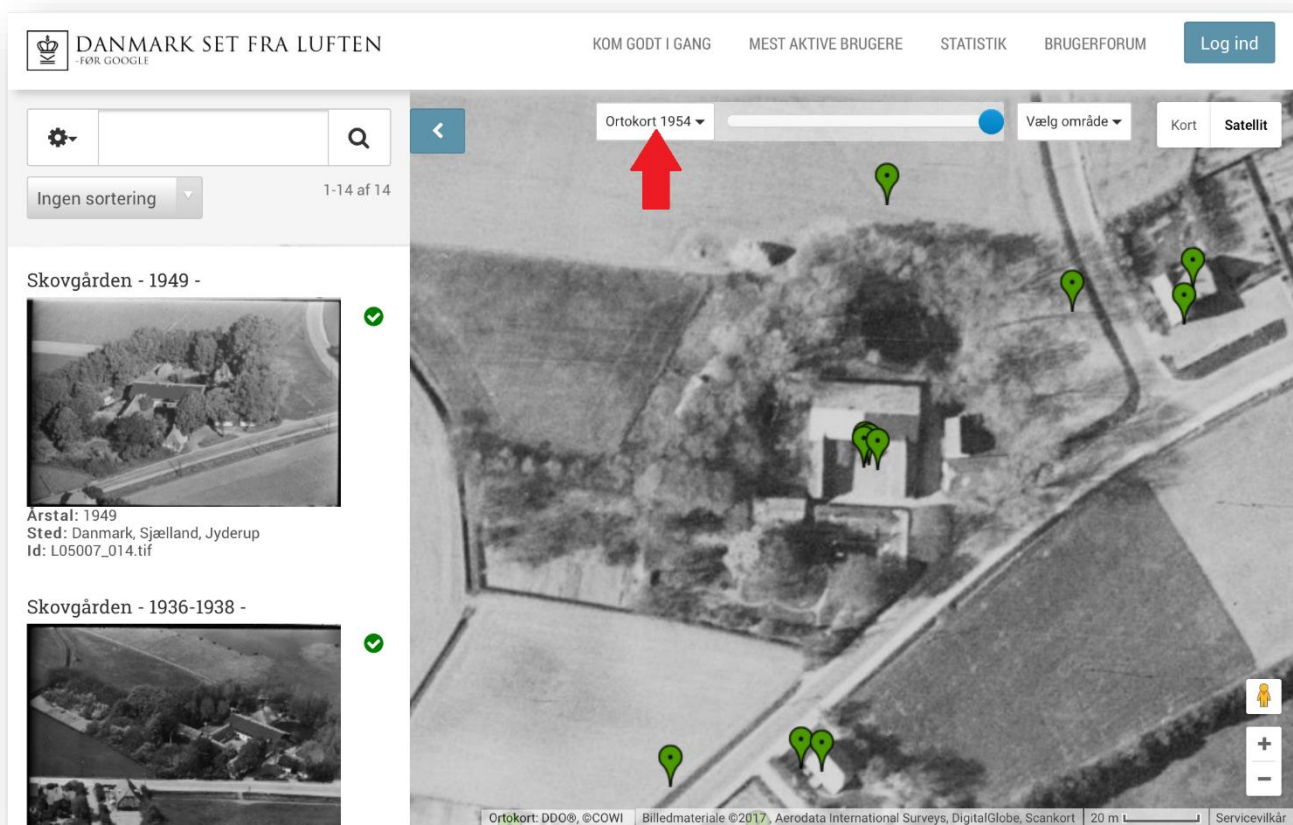 DANMARK SET FRA LUFTEN
-FØR GOOGLE
KOM GODT I GANG
MEST AKTIVE BRUGERE
STATISTIK
BRUGERFORUM
Log ind
Ingen sortering
1-14 af 14
Skovgården - 1949 -
Årstal: 1949
Sted: Danmark, Sjælland, Jyderup
Id: L05007_014.tif
Skovgården - 1936-1938 -
Ortokort 1954
Vælg område
Kort
Satellit
Ortokort: DDO®, ©COWI
Billedmateriale ©2017 , Aerodata International Surveys, DigitalGlobe, Scankort
20 m
Servicevilkår